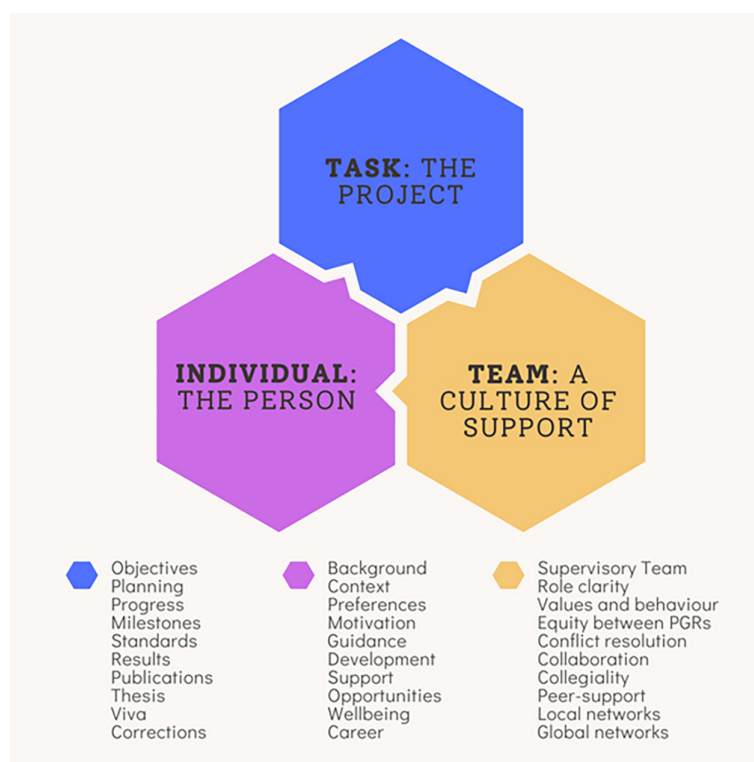 TASK: THE
PROJECT
INDIVIDUAL:
THE PERSON
TEAM: A
CULTURE OF
SUPPORT
Objectives
Planning
Progress
Milestones
Standards
Results
Publications
Thesis
Viva
Corrections
Background
Context
Preferences
Motivation
Guidance
Development
Support
Opportunities
Wellbeing
Career
Supervisory Team
Role clarity
Values and behaviour
Equity between PGRs
Conflict resolution
Collaboration
Collegiality
Peer-support
Local networks
Global networks